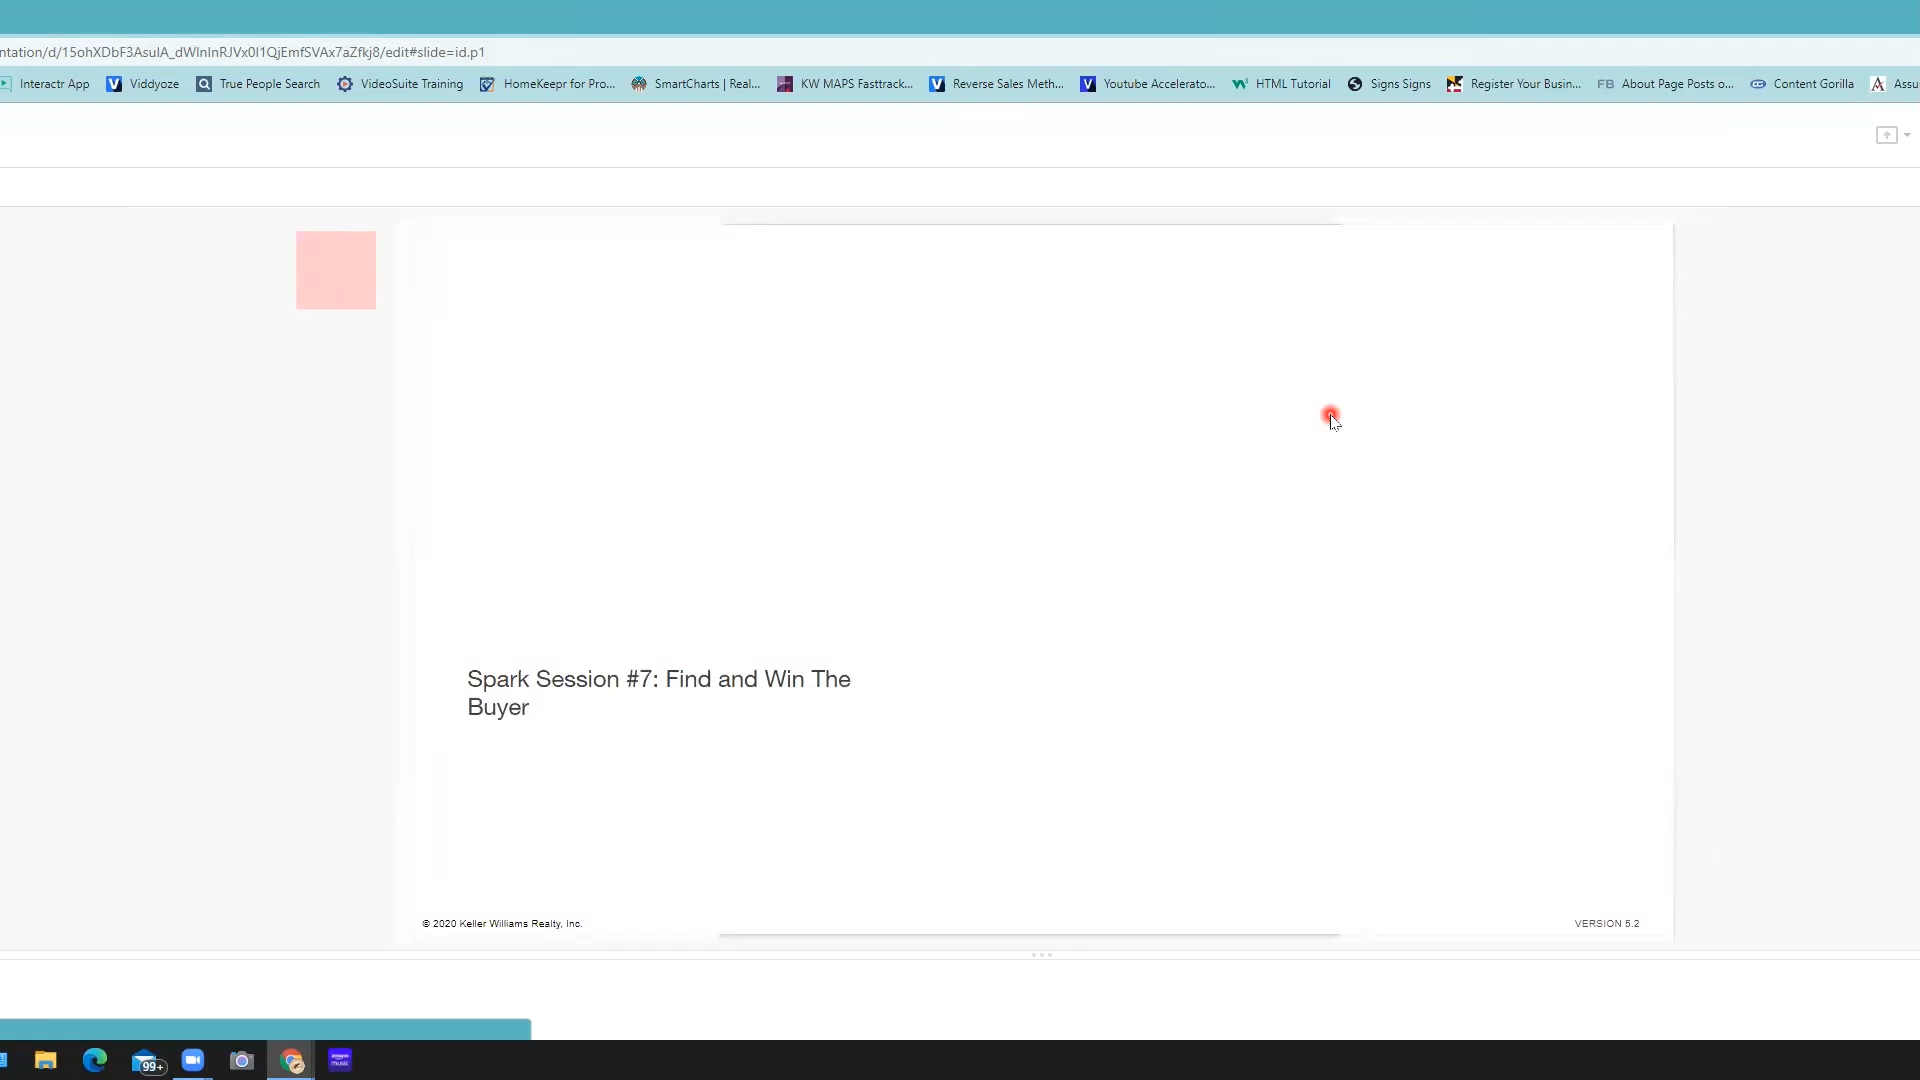 ntation/d/15ohXDbF3AsuIA_dWlnInRJVx0I1QjEmfSVAx7aZfkj8/edit#slide=id.p1
Interactr App Viddyoze True People Search VideoSuite Training HomeKeepr for Pro... SmartCharts | Real... KW MAPS Fasttrack... Reverse Sales Meth... Youtube Accelerato... HTML Tutorial Signs Signs Register Your Busin... FB About Page Posts o... Content Gorilla Assu
Spark Session #7: Find and Win The
Buyer
© 2020 Keller Williams Realty, Inc. VERSION 5.2
99+ amazon music